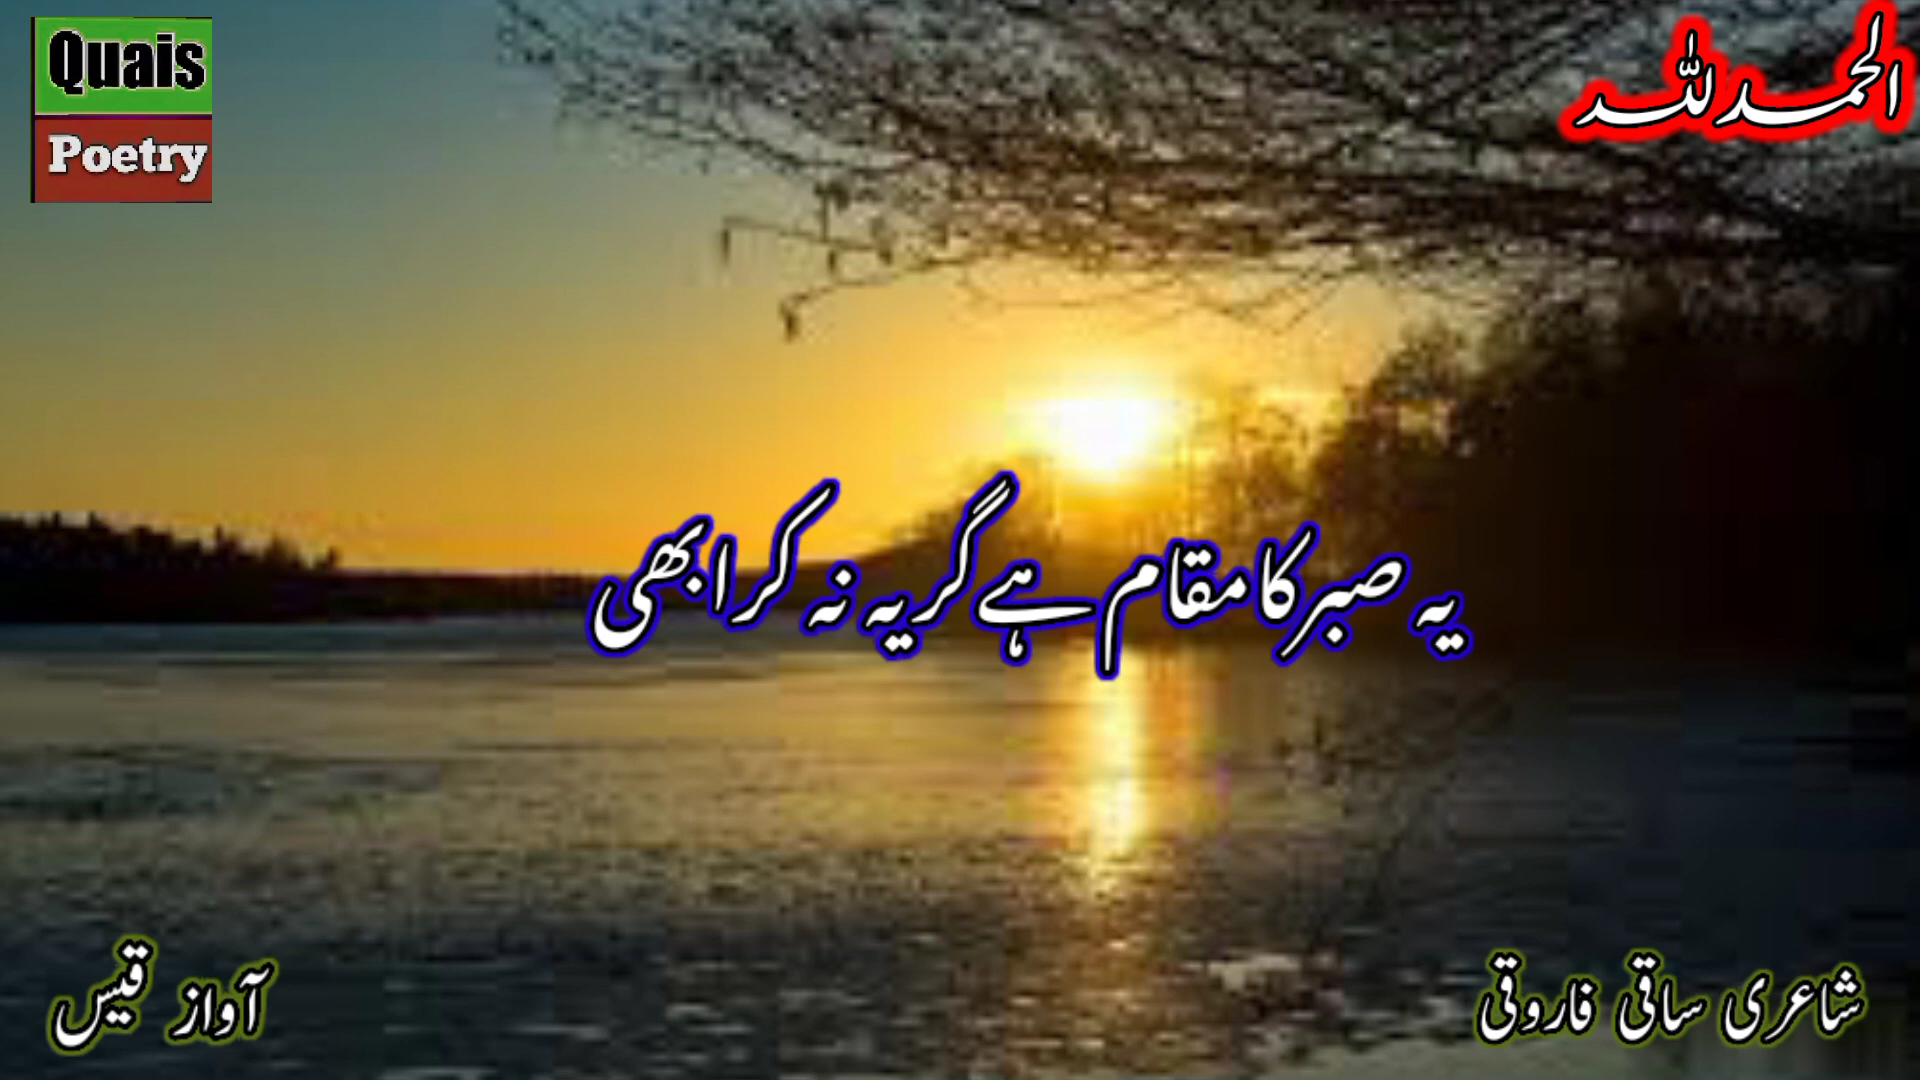 Quais
Poetry
الحمدللہ
یہ صبر کا مقام ہے گریہ نہ کر ابھی
شاعری ساقی فاروقی
آواز قیس